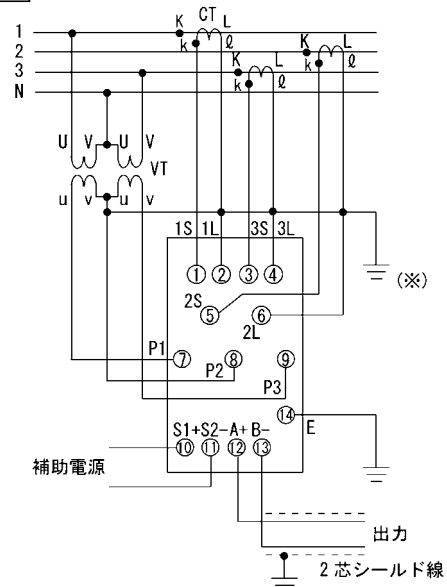 CT
K L
1
k ℓ
K L
2
k ℓ
K L
3
k ℓ
N
U V U V
VT
u v u v
1S 1L 3S 3L
① ② ③ ④
(※)
2S
⑤ ⑥
2L
P1 ⑦ ⑧ ⑨
P2
P3
⑭ E
S1+S2-A+ B-
⑩ ⑪ ⑫ ⑬
補助電源
出力
2芯シールド線